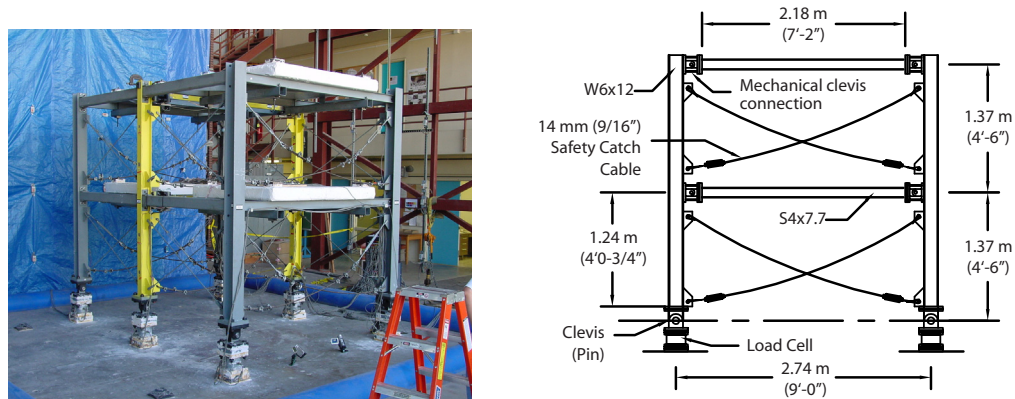 2.18 m
(7'-2")
W6x12
Mechanical clevis
connection
14 mm (9/16")
Safety Catch
Cable
1.37 m
(4'-6")
S4x7.7
1.24 m
(4'0-3/4")
1.37 m
(4'-6")
Clevis
(Pin)
Load Cell
2.74 m
(9'-0")